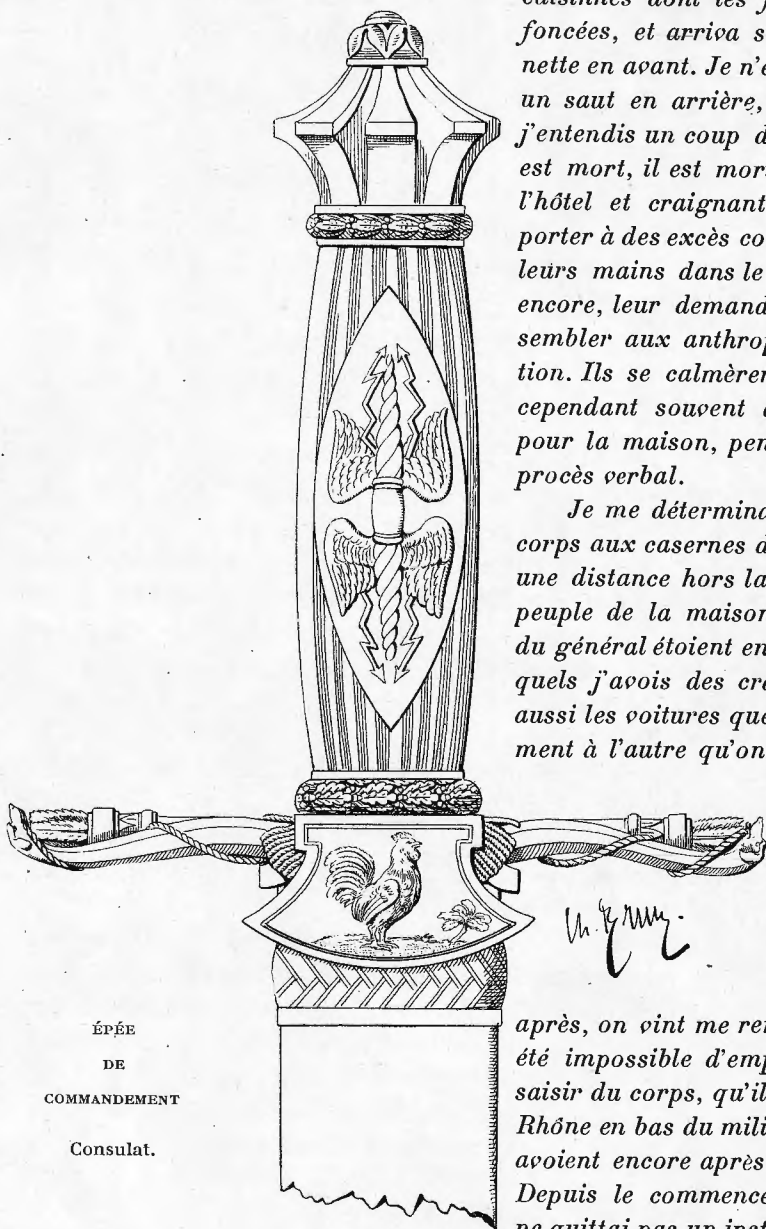 foncées, et arriva s
nette en avant. Je n'é
un saut en arrière,
j'entendis un coup d
est mort, il est mor
l'hôtel et craignant
porter à des excès co
leurs mains dans le
encore, leur demand
sembler aux anthrop
tion. Ils se calmèren
cependant souvent
pour la maison, pen
procès verbal.
Je me détermina
corps aux casernes d
une distance hors la
peuple de la maison
du général étoient en
quels j'avois des cré
aussi les voitures que
ment à l'autre qu'on
après, on vint me ren
été impossible d'emp
saisir du corps, qu'il
Rhône en bas du mili
avoient encore après
Depuis le commence
ÉPÉE
DE
COMMANDEMENT
Consulat.